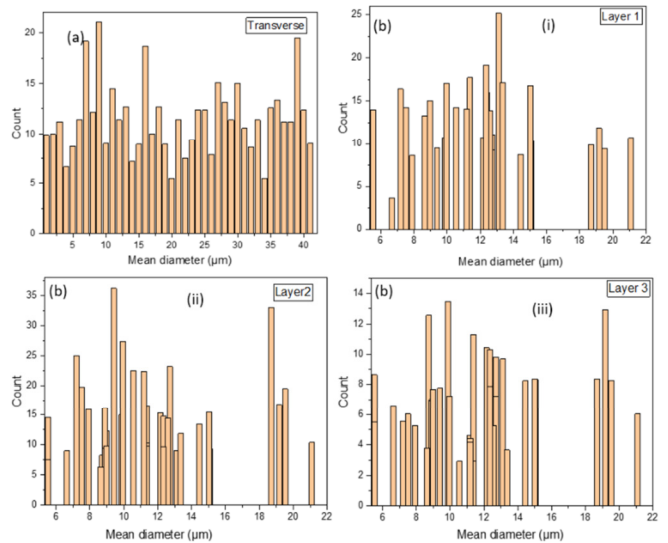 Transverse
(a)
20
15
10
5
0
Count
5 10 15 20 25 30 35 40
Mean diameter (µm)
Layer 1
(b)
(i)
25
20
15
10
5
0
Count
6 8 10 12 14 16 18 20 22
Mean diameter (µm)
Layer2
(b)
(ii)
35
30
25
20
15
10
5
0
Count
6 8 10 12 14 16 18 20 22
Mean diameter (µm)
Layer 3
(b)
(iii)
14
12
10
8
6
4
2
0
Count
6 8 10 12 14 16 18 20 22
Mean diameter (µm)